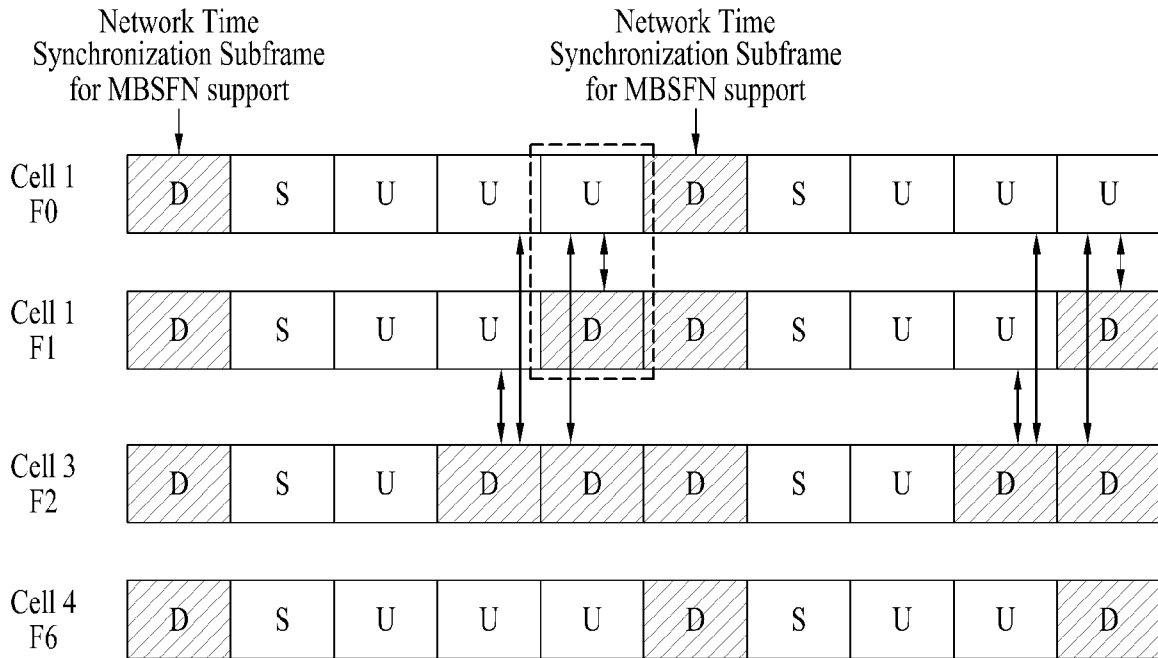 Network Time
Synchronization Subframe
for MBSFN support
Network Time
Synchronization Subframe
for MBSFN support
Cell 1
F0
D S U U U D S U U U
Cell 1
F1
D S U U D D S U U D
Cell 3
F2
D S U D D D S U D D
Cell 4
F6
D S U U U D S U U D